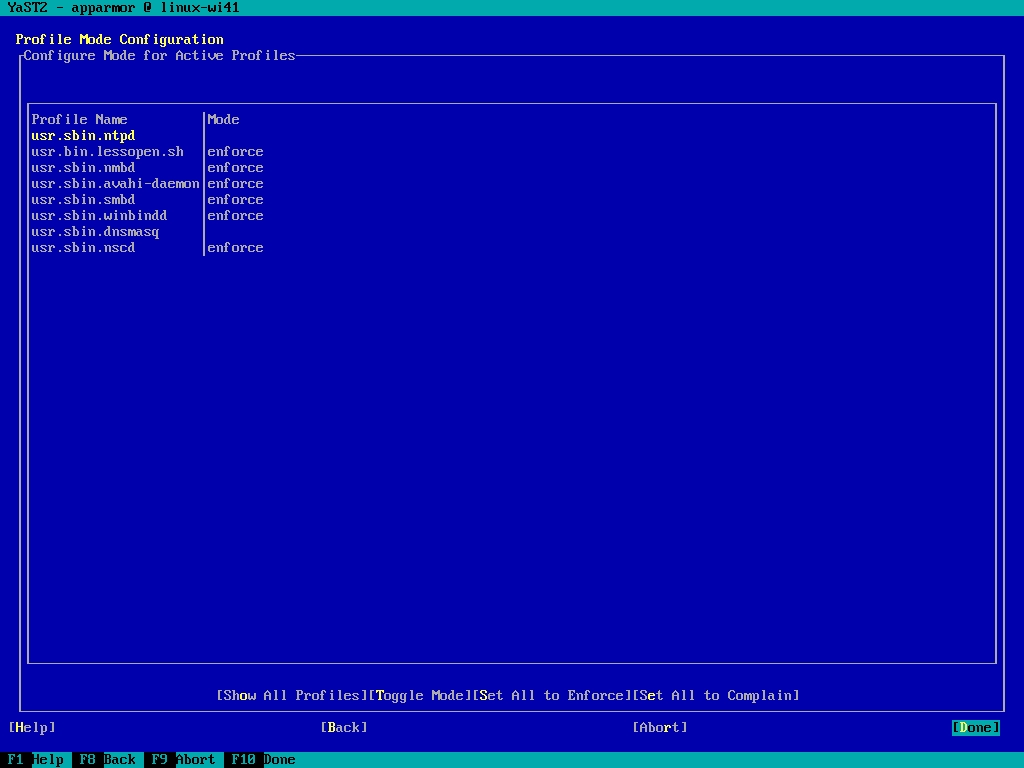 YaST2 - apparmor @ linux-wi41
Profile Mode Configuration
Configure Mode for Active Profiles
Profile Name Mode
usr.sbin.ntpd
usr.bin.lessopen.sh enforce
usr.sbin.nmbd enforce
usr.sbin.avahi-daemon enforce
usr.sbin.smbd enforce
usr.sbin.winbindd enforce
usr.sbin.dnsmasq
usr.sbin.nscd enforce
[Show All Profiles][Toggle Mode][Set All to Enforce][Set All to Complain]
[Help] [Back] [Abort] [Done]
F1 Help F8 Back F9 Abort F10 Done